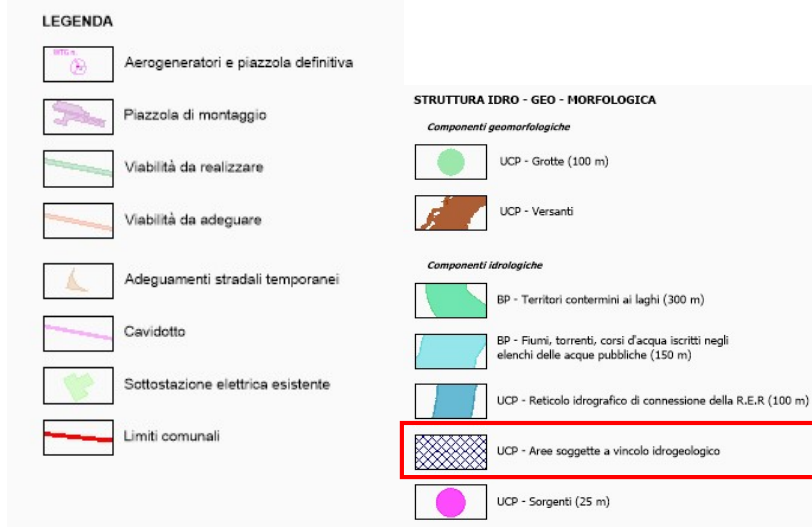 LEGENDA
WTG n.
Aerogeneratori e piazzola definitiva
Piazzola di montaggio
Viabilità da realizzare
Viabilità da adeguare
Adeguamenti stradali temporanei
Cavidotto
Sottostazione elettrica esistente
Limiti comunali
STRUTTURA IDRO - GEO - MORFOLOGICA
Componenti geomorfologiche
UCP - Grotte (100 m)
UCP - Versanti
Componenti idrologiche
BP - Territori contermini ai laghi (300 m)
BP - Fiumi, torrenti, corsi d'acqua iscritti negli
elenchi delle acque pubbliche (150 m)
UCP - Reticolo idrografico di connessione della R.E.R (100 m)
UCP - Aree soggette a vincolo idrogeologico
UCP - Sorgenti (25 m)